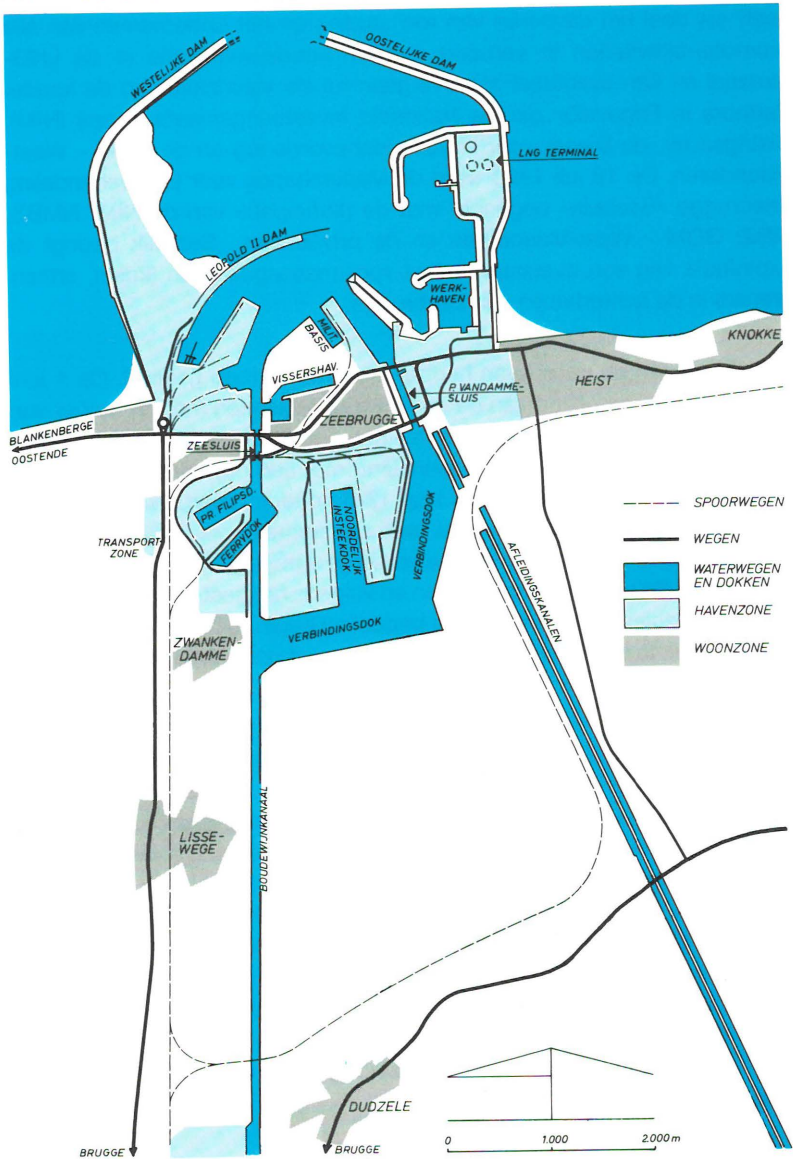 WESTELIJKE DAM
OOSTELIJKE DAM
LNG TERMINAL
LEOPOLD II DAM
WERK-
HAVEN
MILIT.
BASIS
KNOKKE
VISSERSHAV.
HEIST
P. VANDAMME-
SLUIS
ZEEBRUGGE
BLANKENBERGE
OOSTENDE
ZEESLUIS
PR. FILIPSD.
FERRYDOK
NOORDELIJK
INSTEEKDOK
VERBINDINGSDOK
TRANSPORT-
ZONE
AFLEIDINGSKANALEN
SPOORWEGEN
WEGEN
WATERWEGEN
EN DOKKEN
HAVENZONE
WOONZONE
VERBINDINGSDOK
ZWANKEN-
DAMME
LISSE-
WEGE
BOUDEWIJNKANAAL
DUDZELE
BRUGGE
BRUGGE
0 1.000 2.000 m